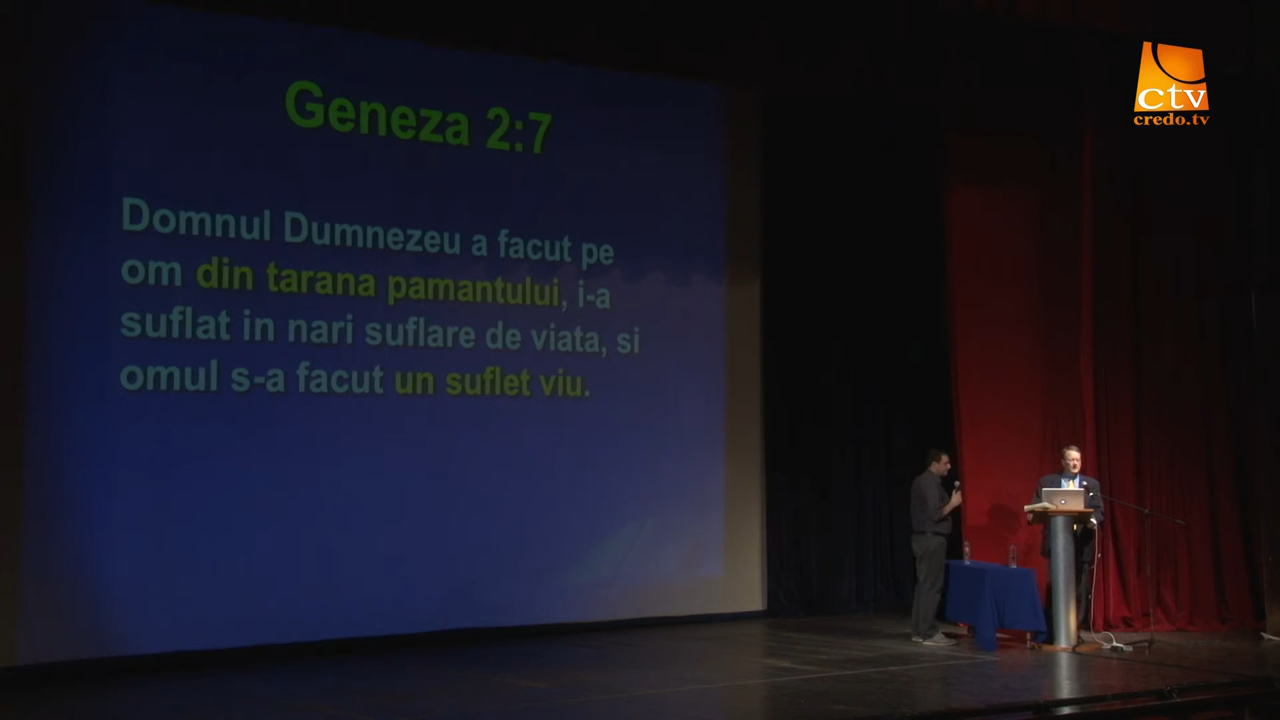 Geneza 2:7
Domnul Dumnezeu a facut pe
om din tarana pamantului, i-a
suflat in nari suflare de viata, si
omul s-a facut un suflet viu.
ctv
credo.tv